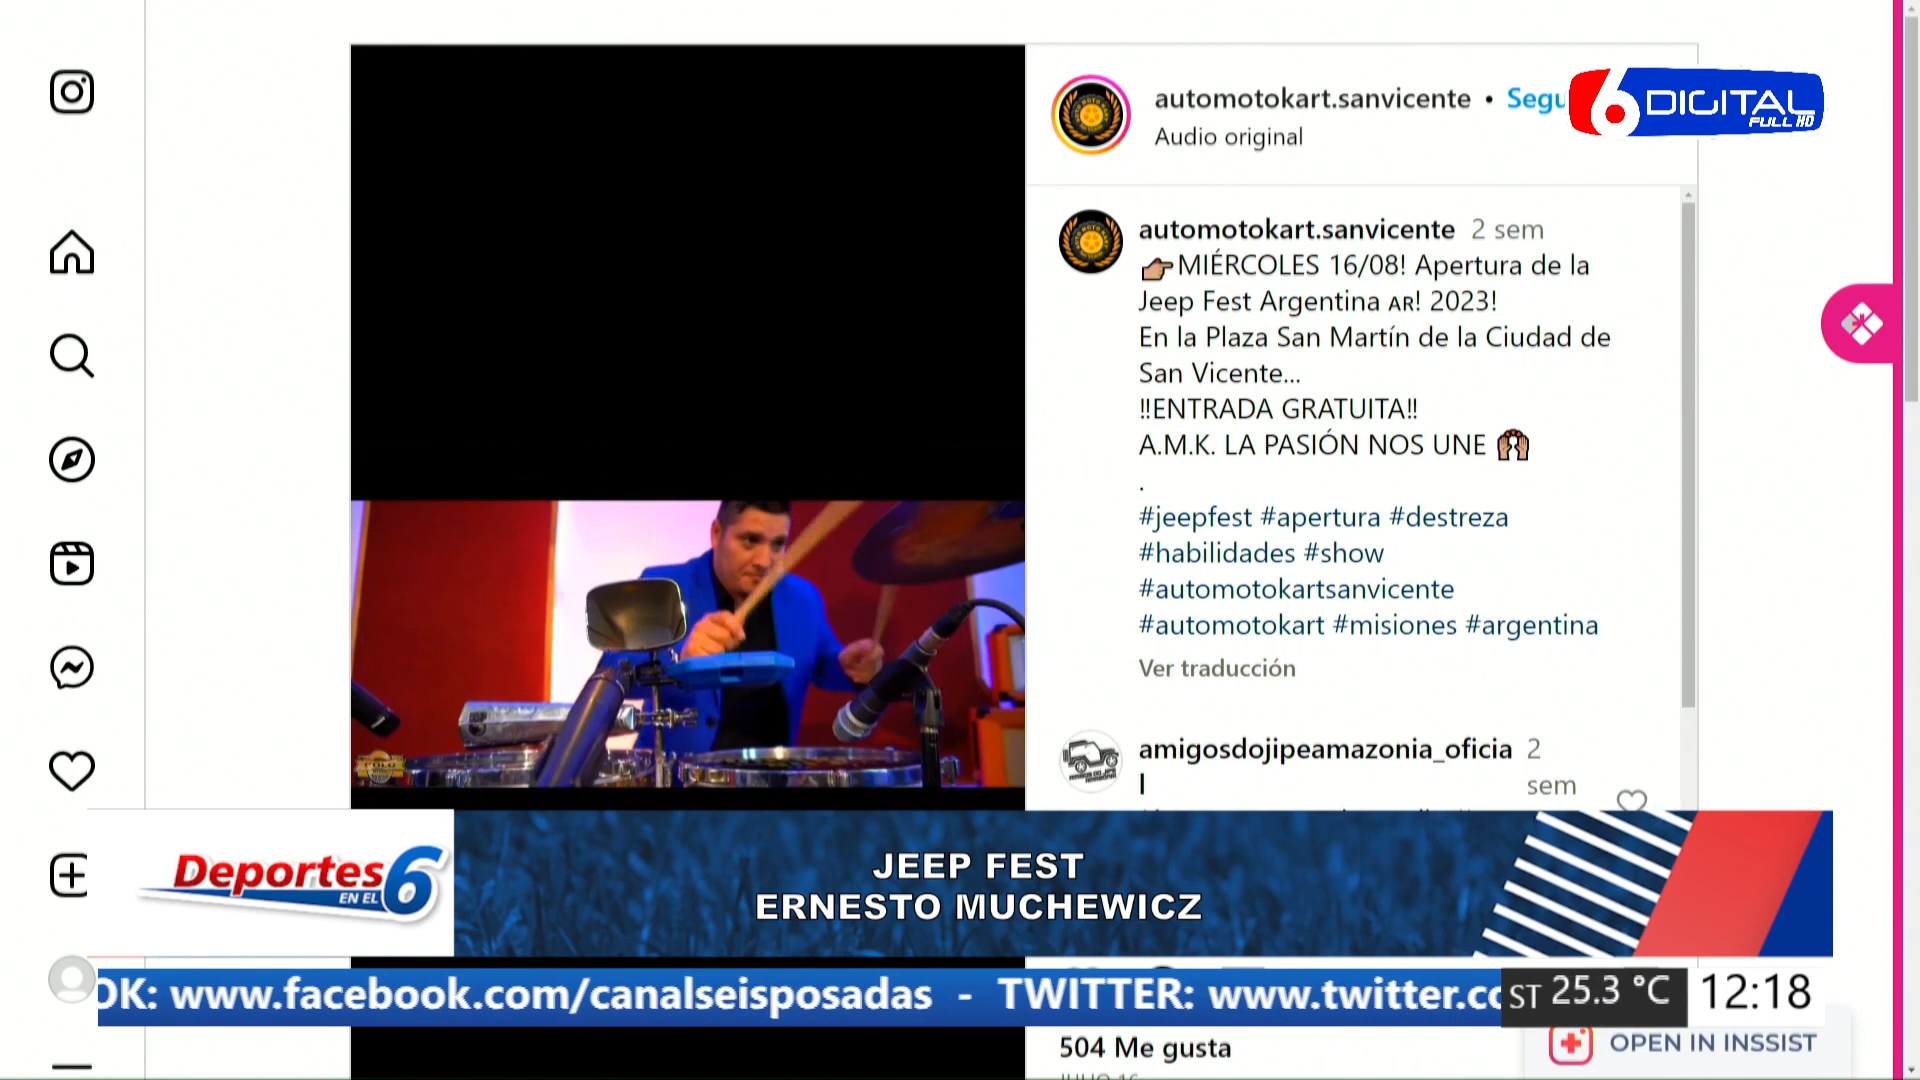 automotokart.sanvicente • Segu
Audio original
6 DIGITAL
FULL HD
automotokart.sanvicente 2 sem
👉MIÉRCOLES 16/08! Apertura de la
Jeep Fest Argentina AR! 2023!
En la Plaza San Martín de la Ciudad de
San Vicente...
‼ENTRADA GRATUITA‼
A.M.K. LA PASIÓN NOS UNE 🙌
.
#jeepfest #apertura #destreza
#habilidades #show
#automotokartsanvicente
#automotokart #misiones #argentina
Ver traducción
amigosdojipeamazonia_oficia 2
l sem
Deportes 6
EN EL
JEEP FEST
ERNESTO MUCHEWICZ
OK: www.facebook.com/canalseisposadas - TWITTER: www.twitter.co
ST 25.3 °C 12:18
504 Me gusta
OPEN IN INSSIST